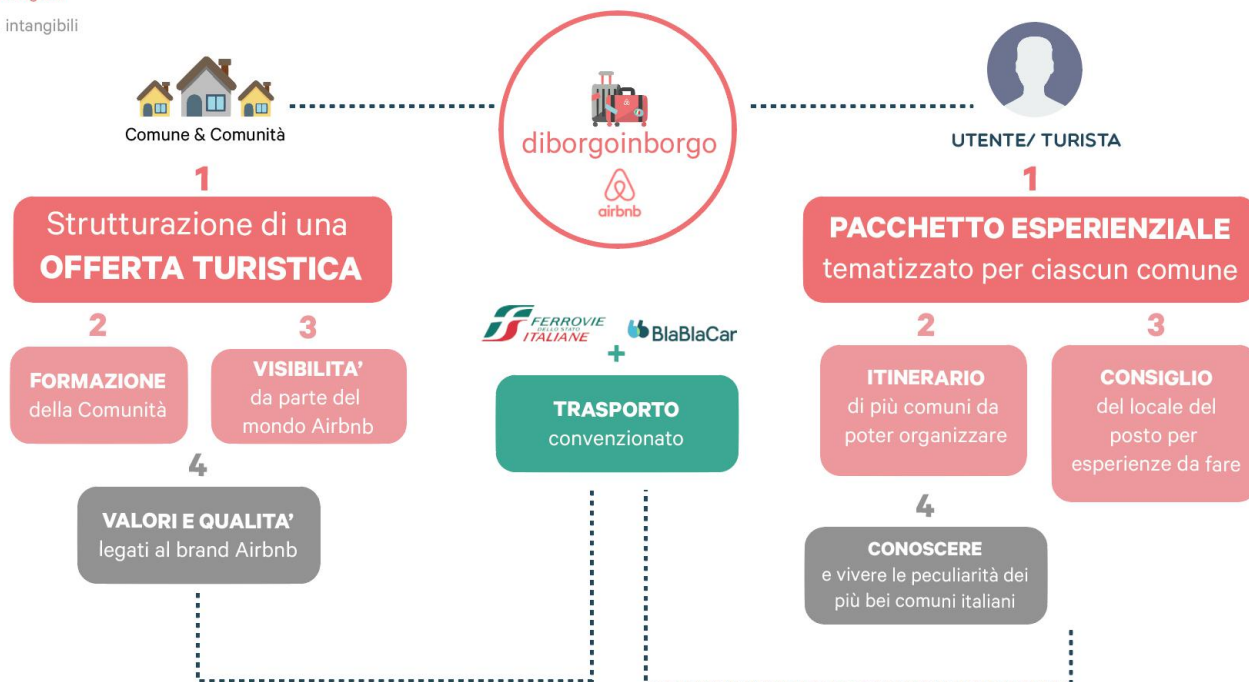 intangibili
Comune & Comunità
1
Strutturazione di una
OFFERTA TURISTICA
2
FORMAZIONE
della Comunità
3
VISIBILITA’
da parte del
mondo Airbnb
4
VALORI E QUALITA’
legati al brand Airbnb
diborgoinborgo
airbnb
FERROVIE
DELLO STATO
ITALIANE
BlaBlaCar
+
TRASPORTO
convenzionato
UTENTE/ TURISTA
1
PACCHETTO ESPERIENZIALE
tematizzato per ciascun comune
2
ITINERARIO
di più comuni da
poter organizzare
3
CONSIGLIO
del locale del
posto per
esperienze da fare
4
CONOSCERE
e vivere le peculiarità dei
più bei comuni italiani